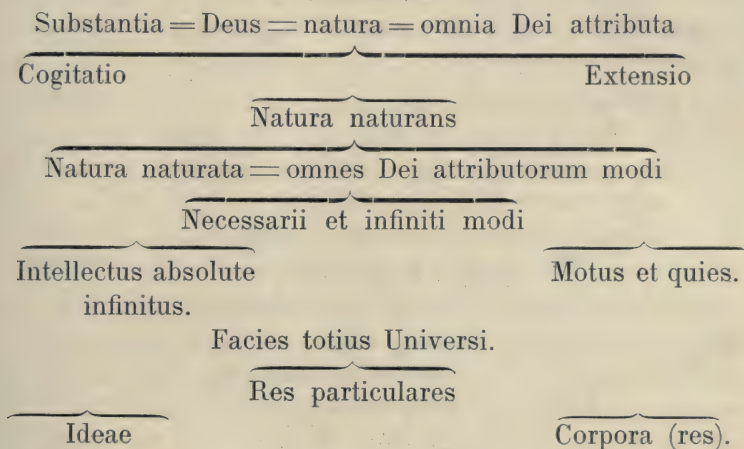 Substantia = Deus = natura = omnia Dei attributa
Cogitatio Extensio
Natura naturans
Natura naturata = omnes Dei attributorum modi
Necessarii et infiniti modi
Intellectus absolute Motus et quies.
infinitus.
Facies totius Universi.
Res particulares
Ideae Corpora (res).